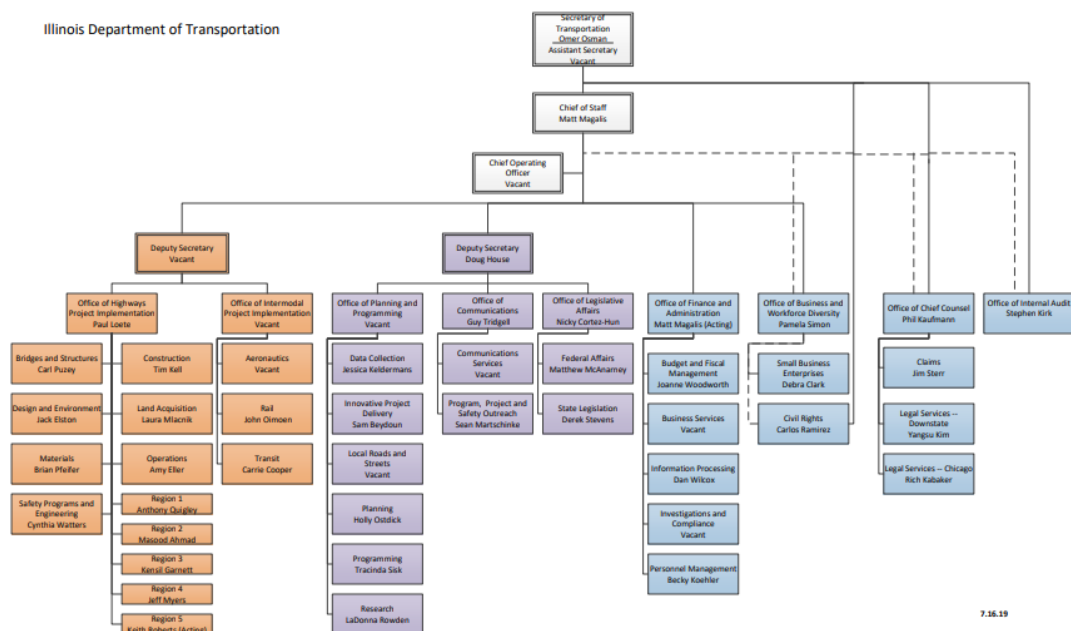 Illinois Department of Transportation
Secretary of
Transportation
Omer Osman
Assistant Secretary
Vacant
Chief of Staff
Matt Magalis
Chief Operating
Officer
Vacant
Deputy Secretary
Vacant
Deputy Secretary
Doug House
Office of Highways
Project Implementation
Paul Loete
Office of Intermodal
Project Implementation
Vacant
Office of Planning and
Programming
Vacant
Office of
Communications
Guy Tridgell
Office of Legislative
Affairs
Nicky Cortez-Hun
Office of Finance and
Administration
Matt Magalis (Acting)
Office of Business and
Workforce Diversity
Pamela Simon
Office of Chief Counsel
Phil Kaufmann
Office of Internal Audit
Stephen Kirk
Bridges and Structures
Carl Puzey
Design and Environment
Jack Elston
Materials
Brian Pfeifer
Safety Programs and
Engineering
Cynthia Watters
Construction
Tim Kell
Land Acquisition
Laura Mlacnik
Operations
Amy Eller
Region 1
Anthony Quigley
Region 2
Masood Ahmad
Region 3
Kensil Garnett
Region 4
Jeff Myers
Region 5
Keith Roberts (Acting)
Aeronautics
Vacant
Rail
John Oimoen
Transit
Carrie Cooper
Data Collection
Jessica Keldermans
Innovative Project
Delivery
Sam Beydoun
Local Roads and
Streets
Vacant
Planning
Holly Ostdick
Programming
Tracinda Sisk
Research
LaDonna Rowden
Communications
Services
Vacant
Program, Project and
Safety Outreach
Sean Martschinke
Federal Affairs
Matthew McAnarney
State Legislation
Derek Stevens
Budget and Fiscal
Management
Joanne Woodworth
Business Services
Vacant
Information Processing
Dan Wilcox
Investigations and
Compliance
Vacant
Personnel Management
Becky Koehler
Small Business
Enterprises
Debra Clark
Civil Rights
Carlos Ramirez
Claims
Jim Sterr
Legal Services --
Downstate
Yangsu Kim
Legal Services -- Chicago
Rich Kabaker
7.16.19